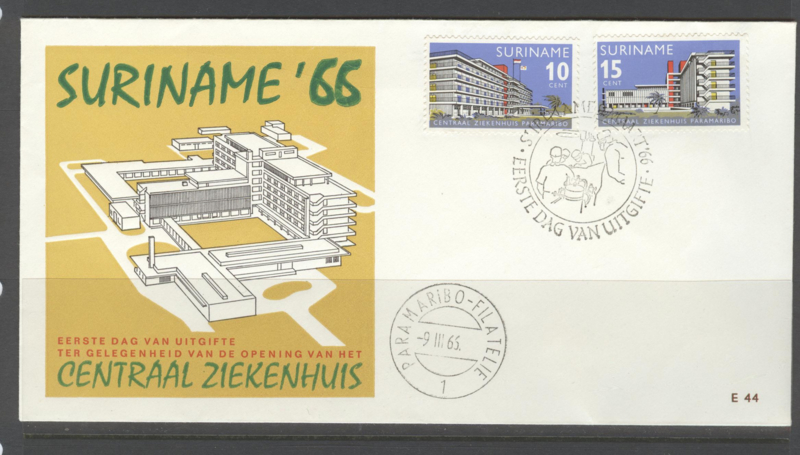 SURINAME '66
EERSTE DAG VAN UITGIFTE
TER GELEGENHEID VAN DE OPENING VAN HET
CENTRAAL ZIEKENHUIS
SURINAME
10
CENT
CENTRAAL ZIEKENHUIS PARAMARIBO
SURINAME
15
CENT
CENTRAAL ZIEKENHUIS PARAMARIBO
• EERSTE DAG VAN UITGIFTE •
PARAMARIBO-FILATELIE
-9 III 66.
1
E 44